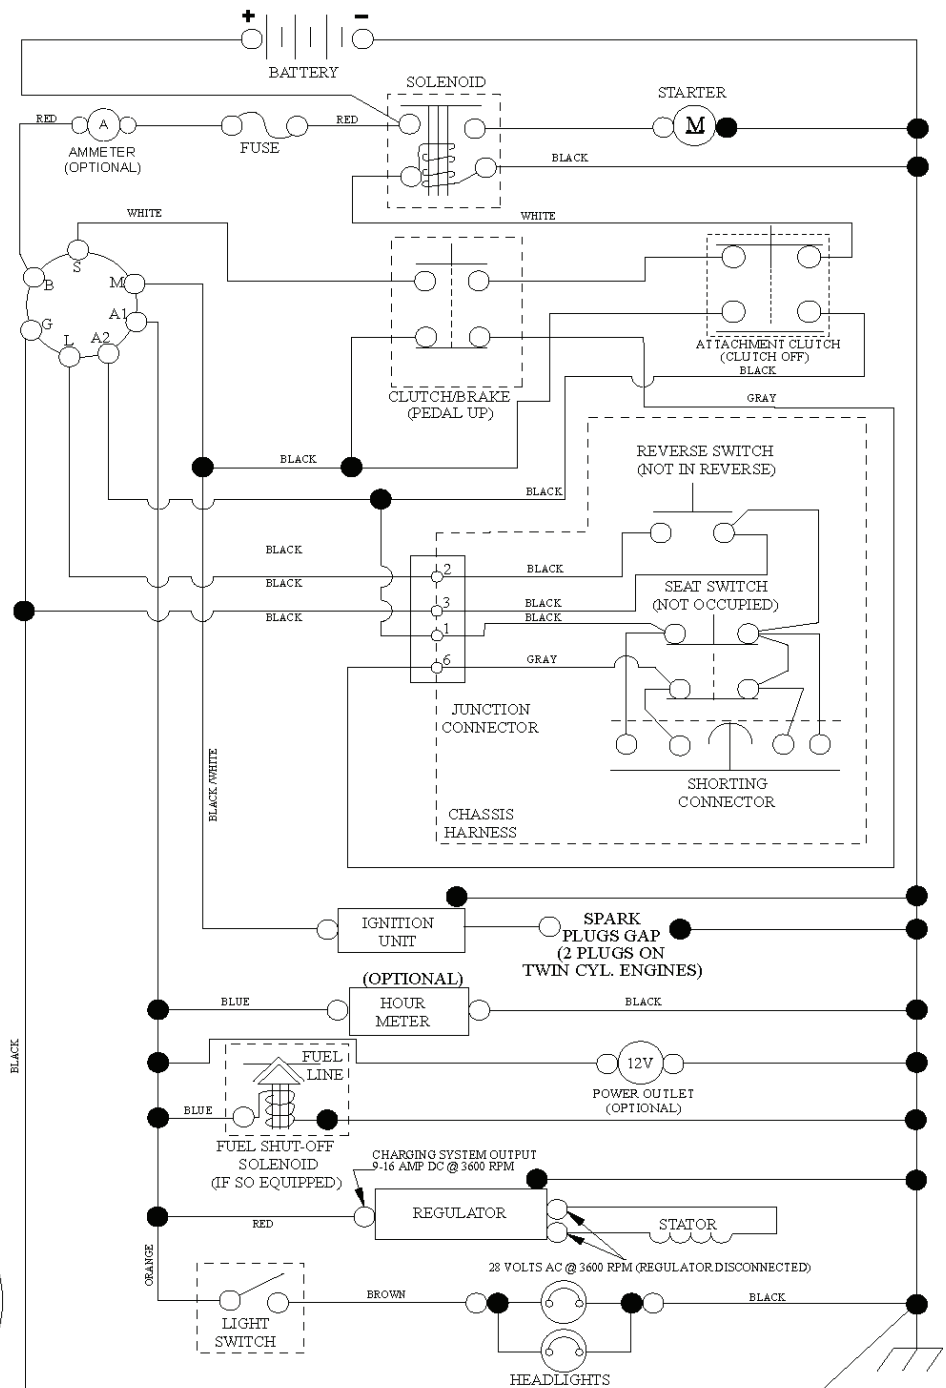 + −
BATTERY
SOLENOID
STARTER
RED
A
RED
M
AMMETER
(OPTIONAL)
FUSE
BLACK
WHITE
WHITE
S
B
M
G
A1
L
A2
ATTACHMENT CLUTCH
(CLUTCH OFF)
BLACK
CLUTCH/BRAKE
(PEDAL UP)
GRAY
REVERSE SWITCH
(NOT IN REVERSE)
BLACK
BLACK
BLACK
2
BLACK
BLACK
SEAT SWITCH
(NOT OCCUPIED)
3
BLACK
BLACK
BLACK
1
6
GRAY
JUNCTION
CONNECTOR
BLACK/WHITE
SHORTING
CONNECTOR
CHASSIS
HARNESS
IGNITION
UNIT
SPARK
PLUGS GAP
(2 PLUGS ON
TWIN CYL. ENGINES)
(OPTIONAL)
BLUE
HOUR
METER
BLACK
BLACK
FUEL
LINE
12V
POWER OUTLET
(OPTIONAL)
BLUE
FUEL SHUT-OFF
SOLENOID
(IF SO EQUIPPED)
CHARGING SYSTEM OUTPUT
9-16 AMP DC @ 3600 RPM
REGULATOR
RED
STATOR
ORANGE
28 VOLTS AC @ 3600 RPM (REGULATOR DISCONNECTED)
BROWN
BLACK
LIGHT
SWITCH
HEADLIGHTS